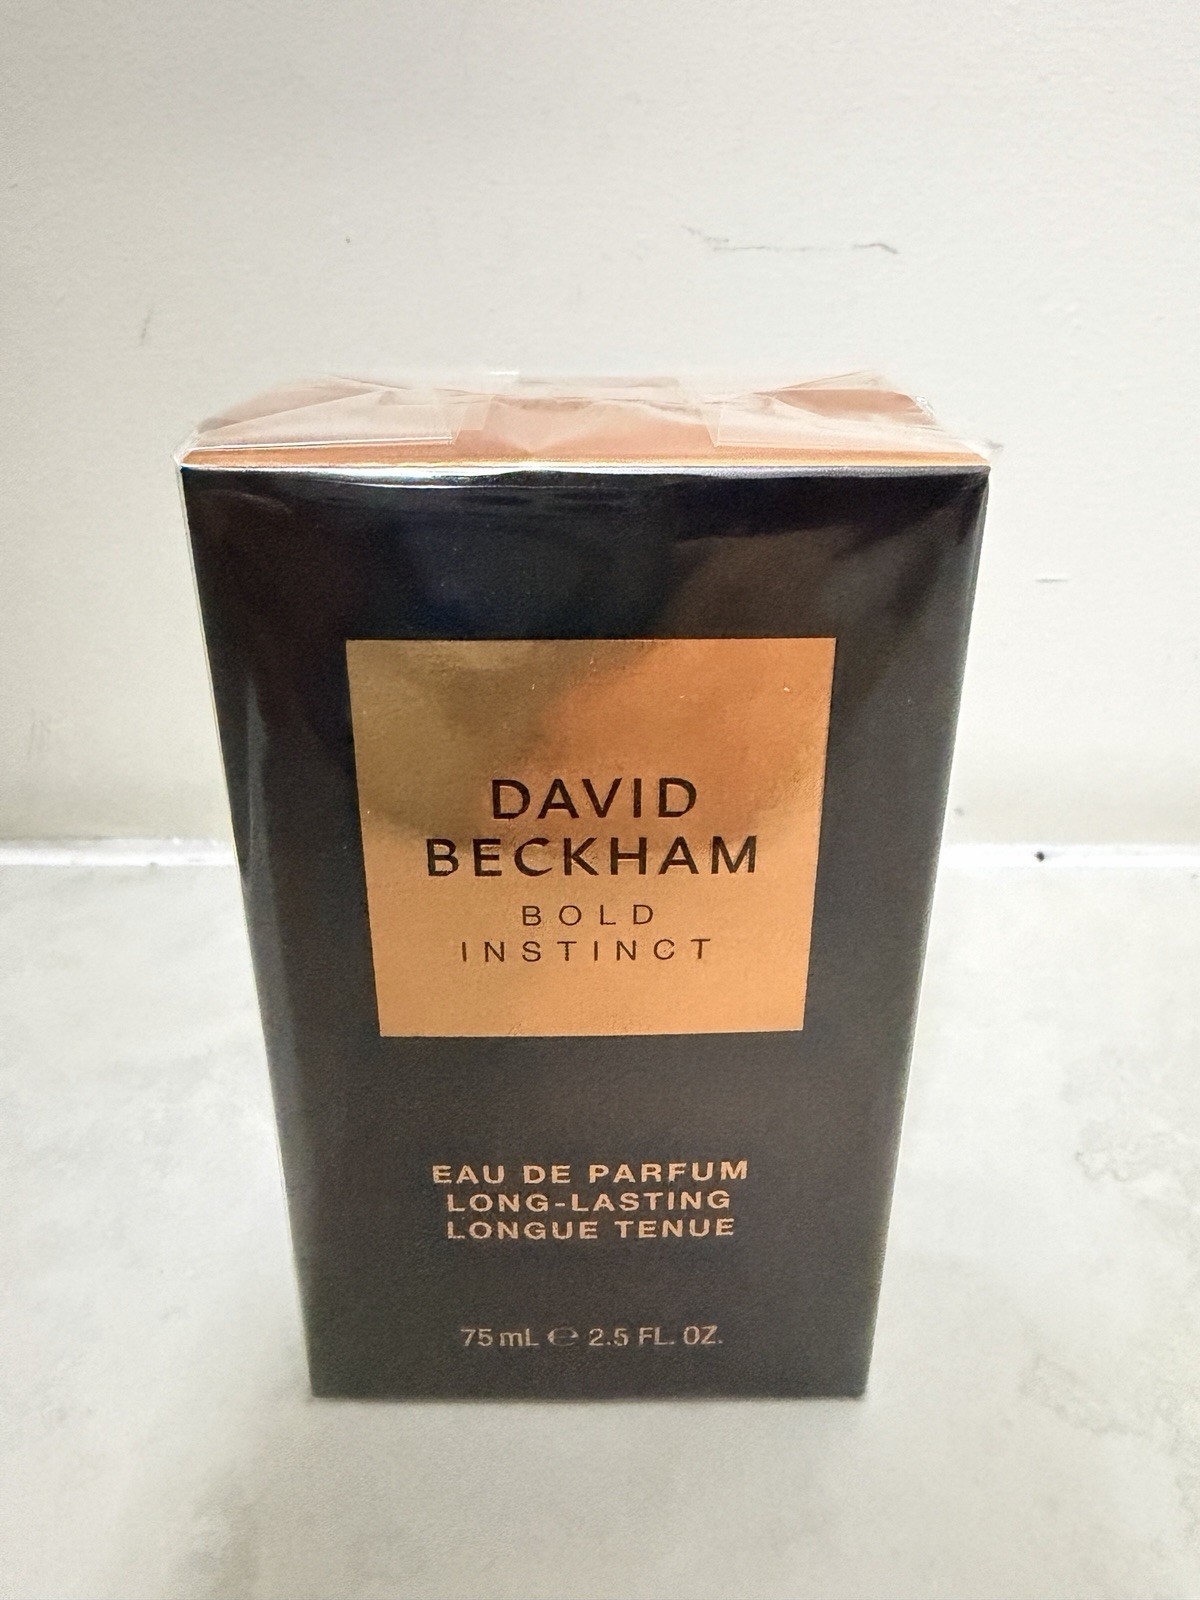 DAVID
BECKHAM
BOLD
INSTINCT
EAU DE PARFUM
LONG-LASTING
LONGUE TENUE
75 mL ℮ 2.5 FL. OZ.